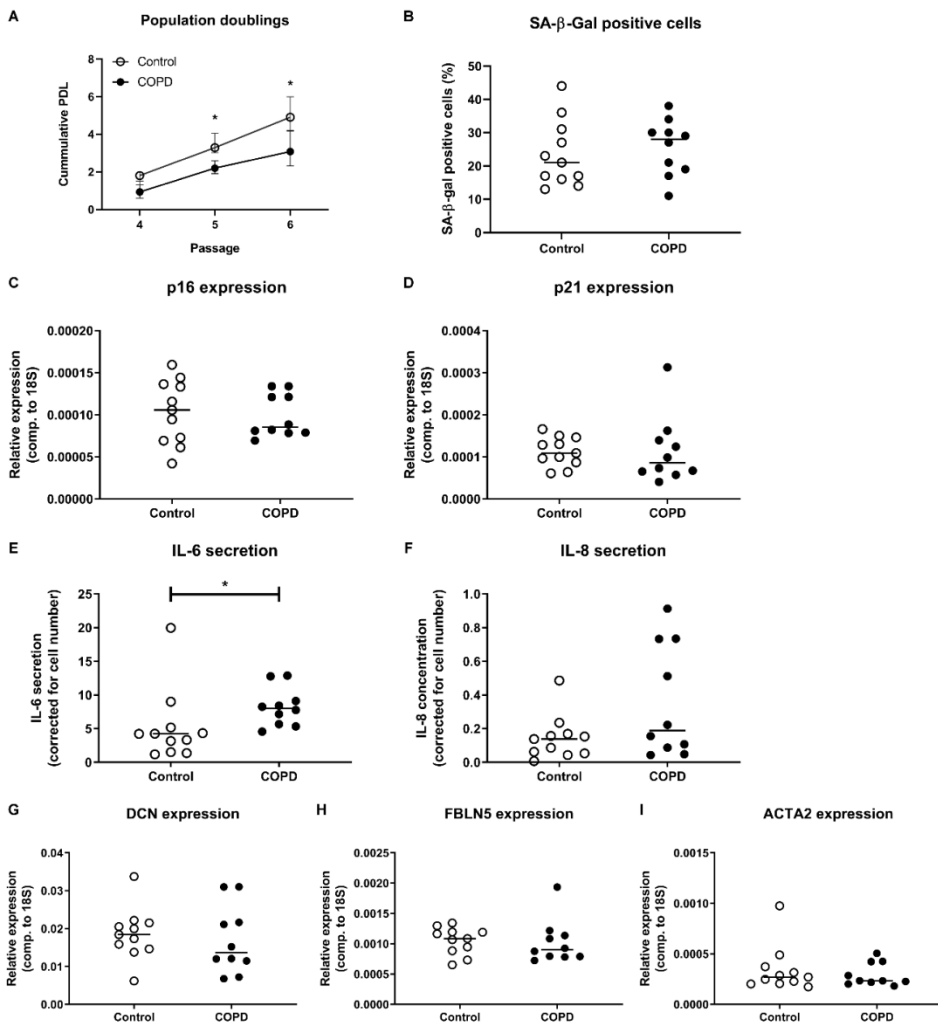 A
Population doublings
Cummulative PDL
8
6
4
2
0
Control
COPD
*
*
4
5
6
Passage
B
SA-β-Gal positive cells
SA-β-gal positive cells (%)
50
40
30
20
10
0
Control
COPD
C
p16 expression
Relative expression
(comp. to 18S)
0.00020
0.00015
0.00010
0.00005
0.00000
Control
COPD
D
p21 expression
Relative expression
(comp. to 18S)
0.0004
0.0003
0.0002
0.0001
0.0000
Control
COPD
E
IL-6 secretion
IL-6 secretion
(corrected for cell number)
25
20
15
10
5
0
*
Control
COPD
F
IL-8 secretion
IL-8 concentration
(corrected for cell number)
1.0
0.8
0.6
0.4
0.2
0.0
Control
COPD
G
DCN expression
Relative expression
(comp. to 18S)
0.04
0.03
0.02
0.01
0.00
Control
COPD
H
FBLN5 expression
Relative expression
(comp. to 18S)
0.0025
0.0020
0.0015
0.0010
0.0005
0.0000
Control
COPD
I
ACTA2 expression
Relative expression
(comp. to 18S)
0.0015
0.0010
0.0005
0.0000
Control
COPD